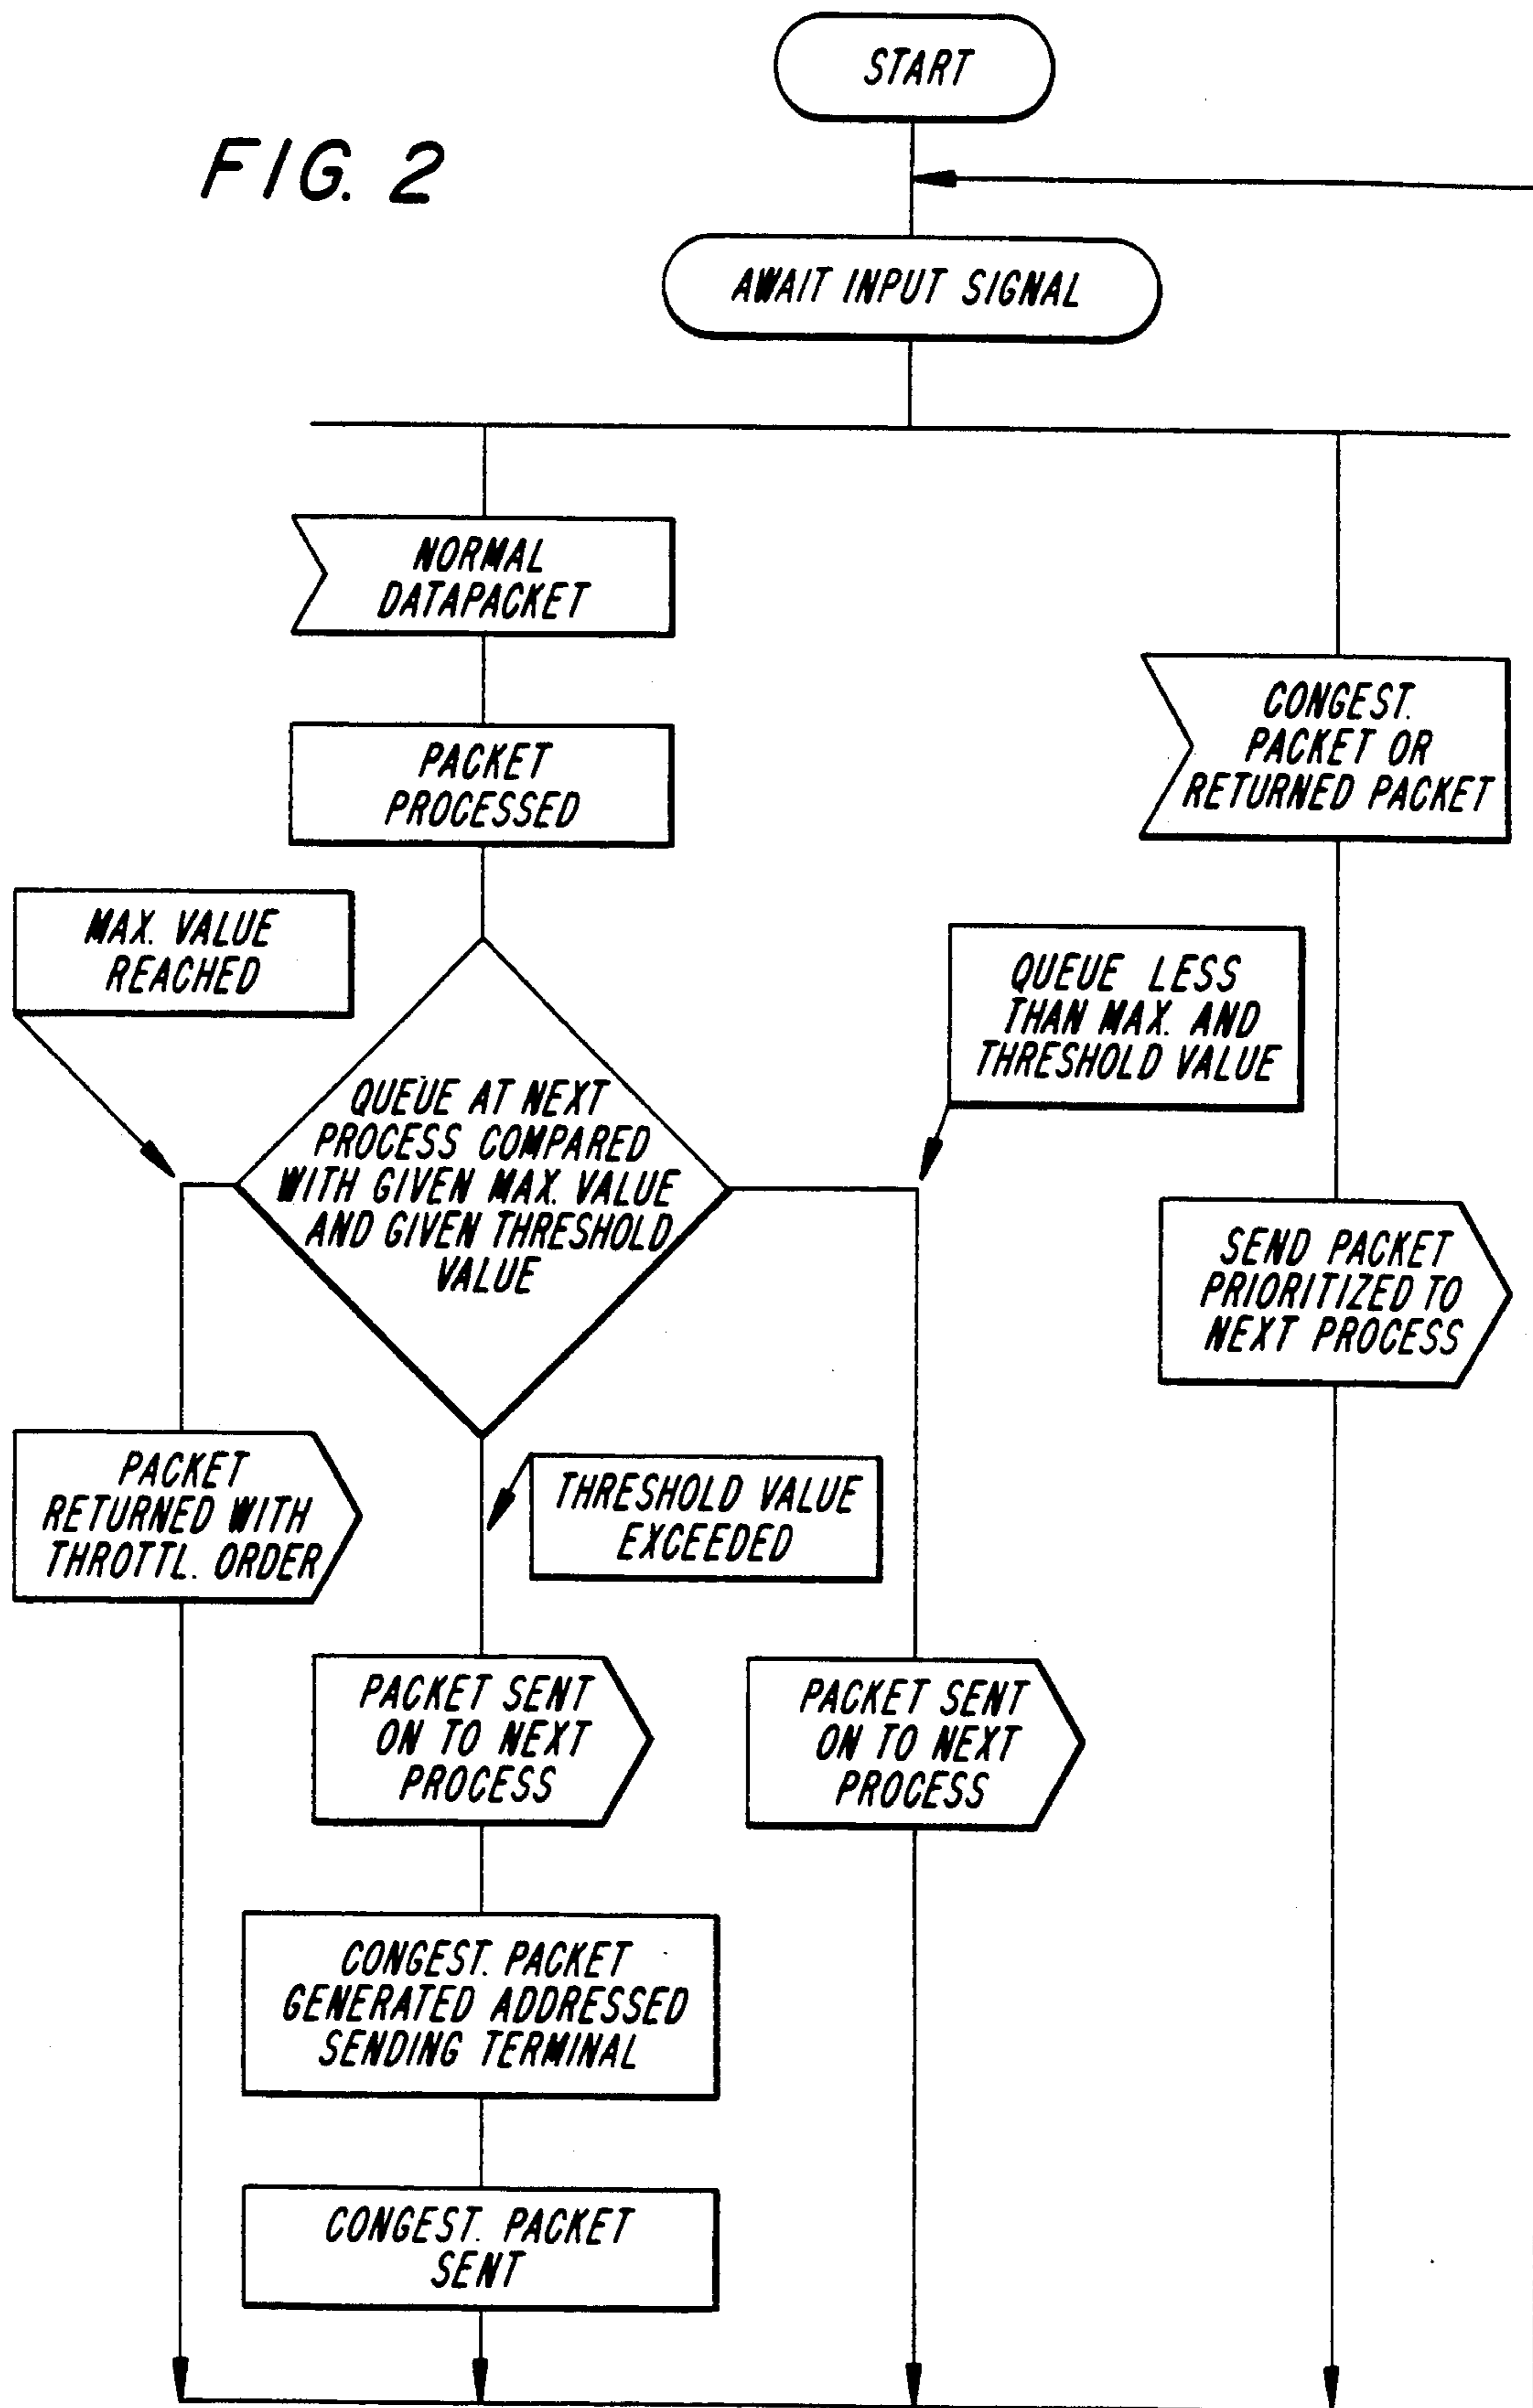 START
FIG. 2
AWAIT INPUT SIGNAL
NORMAL
DATAPACKET
CONGEST.
PACKET OR
RETURNED PACKET
PACKET
PROCESSED
MAX. VALUE
REACHED
QUEUE LESS
THAN MAX. AND
THRESHOLD VALUE
QUEUE AT NEXT
PROCESS COMPARED
WITH GIVEN MAX. VALUE
AND GIVEN THRESHOLD
VALUE
SEND PACKET
PRIORITIZED TO
NEXT PROCESS
PACKET
RETURNED WITH
THROTTL. ORDER
THRESHOLD VALUE
EXCEEDED
PACKET SENT
ON TO NEXT
PROCESS
PACKET SENT
ON TO NEXT
PROCESS
CONGEST. PACKET
GENERATED ADDRESSED
SENDING TERMINAL
CONGEST. PACKET
SENT